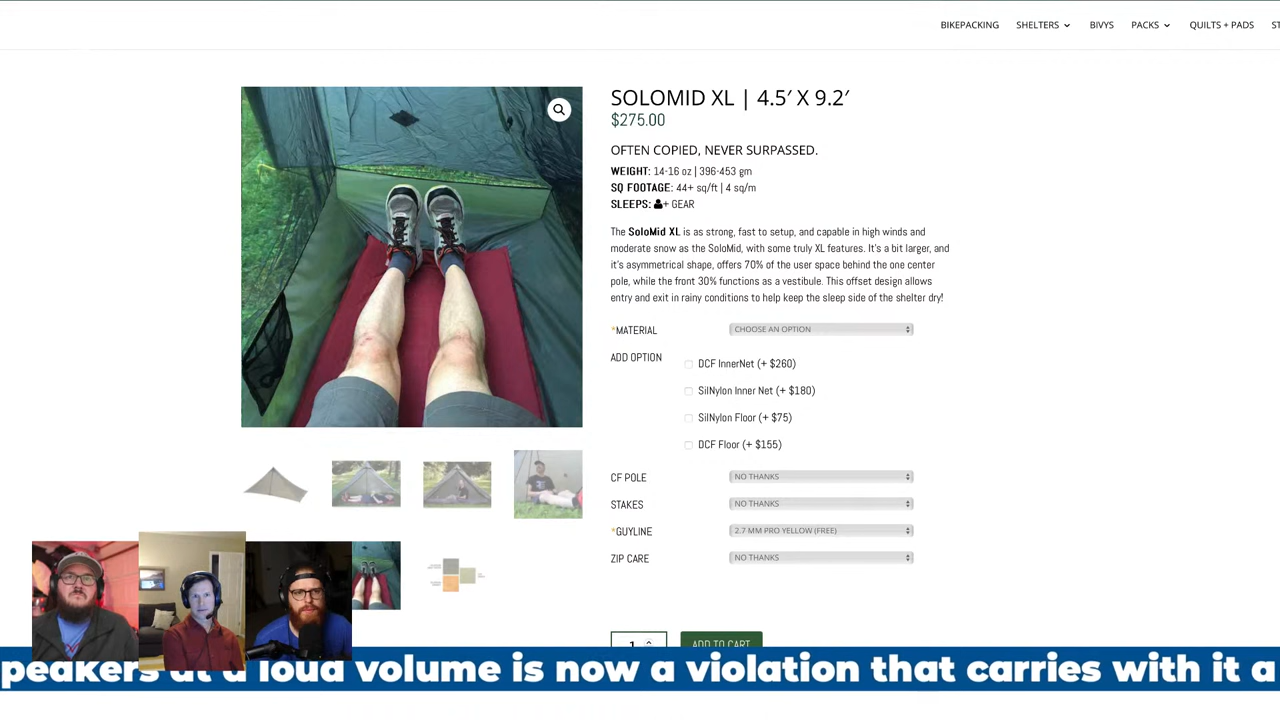 BIKEPACKING SHELTERS BIVYS PACKS QUILTS + PADS
SOLOMID XL | 4.5′ X 9.2′
$275.00
OFTEN COPIED, NEVER SURPASSED.
WEIGHT: 14-16 oz | 396-453 gm
SQ FOOTAGE: 44+ sq/ft | 4 sq/m
SLEEPS: + GEAR
The SoloMid XL is as strong, fast to setup, and capable in high winds and
moderate snow as the SoloMid, with some truly XL features. It's a bit larger, and
it's asymmetrical shape, offers 70% of the user space behind the one center
pole, while the front 30% functions as a vestibule. This offset design allows
entry and exit in rainy conditions to help keep the sleep side of the shelter dry!
*MATERIAL CHOOSE AN OPTION
ADD OPTION
DCF InnerNet (+ $260)
SilNylon Inner Net (+ $180)
SilNylon Floor (+ $75)
DCF Floor (+ $155)
CF POLE NO THANKS
STAKES NO THANKS
*GUYLINE 2.7 MM PRO YELLOW (FREE)
ZIP CARE NO THANKS
1 ADD TO CART
peakers at a loud volume is now a violation that carries with it a